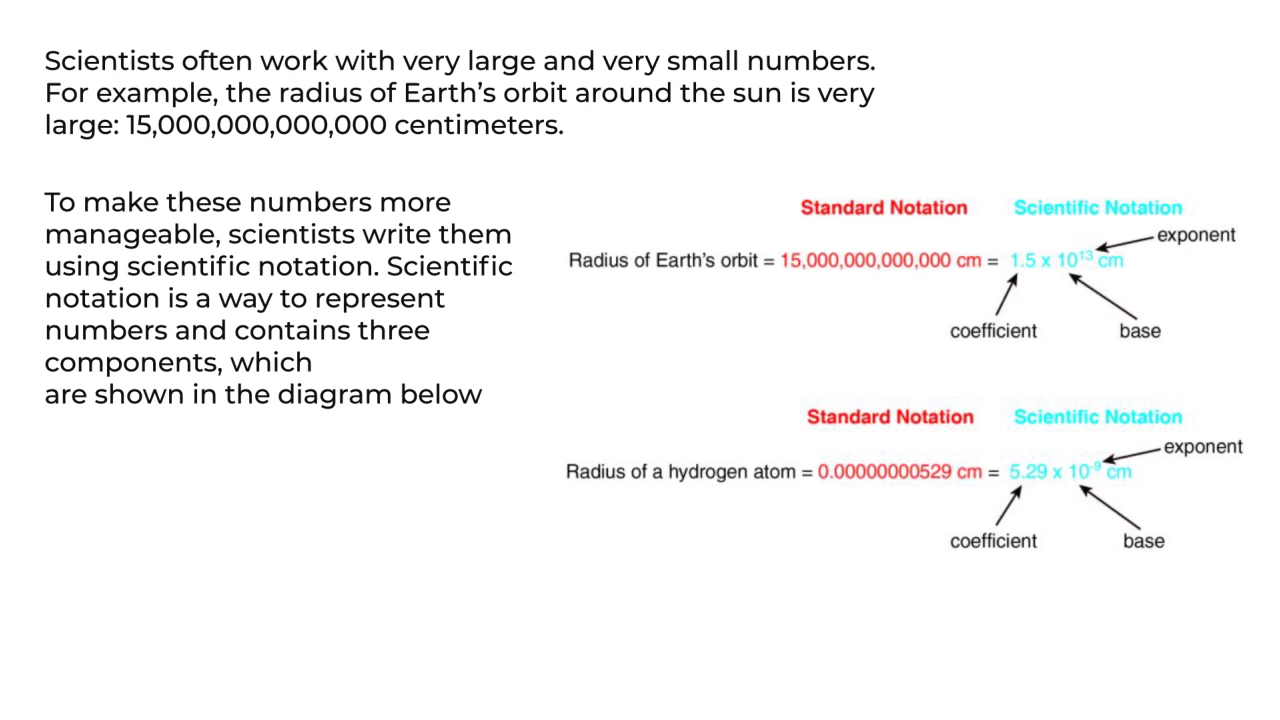 Scientists often work with very large and very small numbers.
For example, the radius of Earth's orbit around the sun is very
large: 15,000,000,000,000 centimeters.
To make these numbers more
manageable, scientists write them
using scientific notation. Scientific
notation is a way to represent
numbers and contains three
components, which
are shown in the diagram below
Standard Notation Scientific Notation
exponent
Radius of Earth's orbit = 15,000,000,000,000 cm = 1.5 x 10¹³ cm
coefficient base
Standard Notation Scientific Notation
exponent
Radius of a hydrogen atom = 0.00000000529 cm = 5.29 x 10⁻⁹ cm
coefficient base